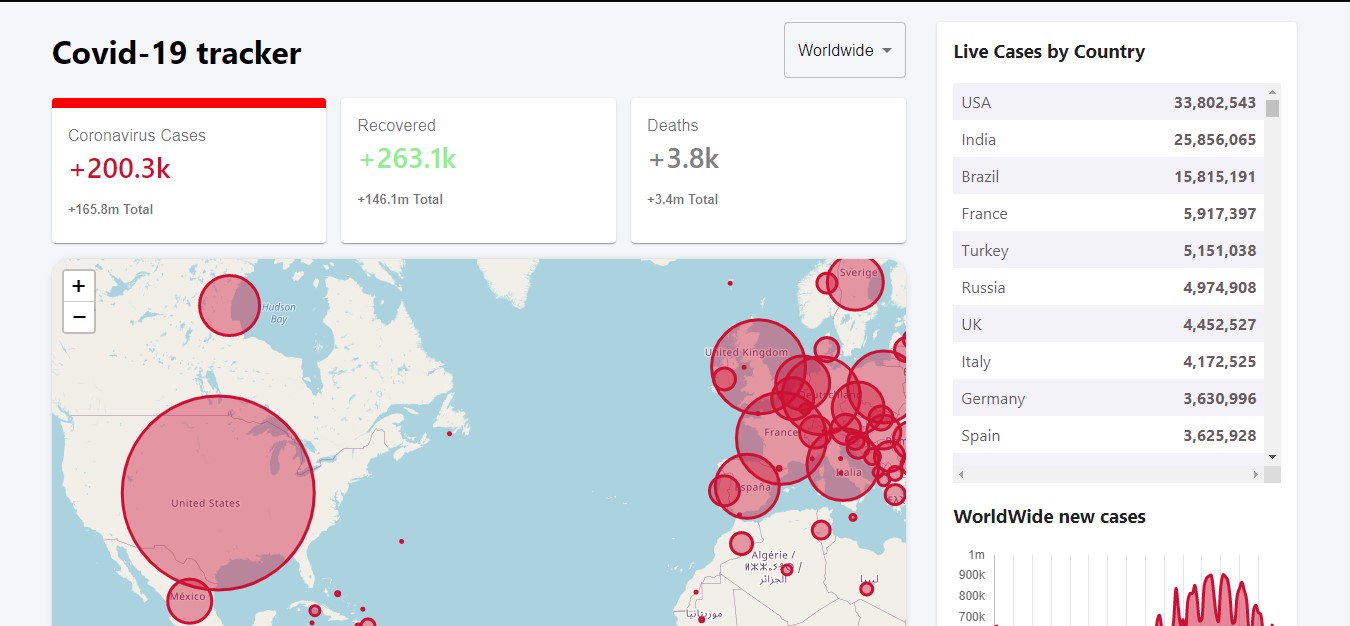 Covid-19 tracker
Worldwide
Coronavirus Cases
+200.3k
+165.8m Total
Recovered
+263.1k
+146.1m Total
Deaths
+3.8k
+3.4m Total
+
−
Hudson
Bay
United States
México
Sverige
United Kingdom
Deutschland
France
España
Italia
Algérie /
الجزائر
ليبيا
موريتانيا
Live Cases by Country
USA 33,802,543
India 25,856,065
Brazil 15,815,191
France 5,917,397
Turkey 5,151,038
Russia 4,974,908
UK 4,452,527
Italy 4,172,525
Germany 3,630,996
Spain 3,625,928
WorldWide new cases
1m
900k
800k
700k